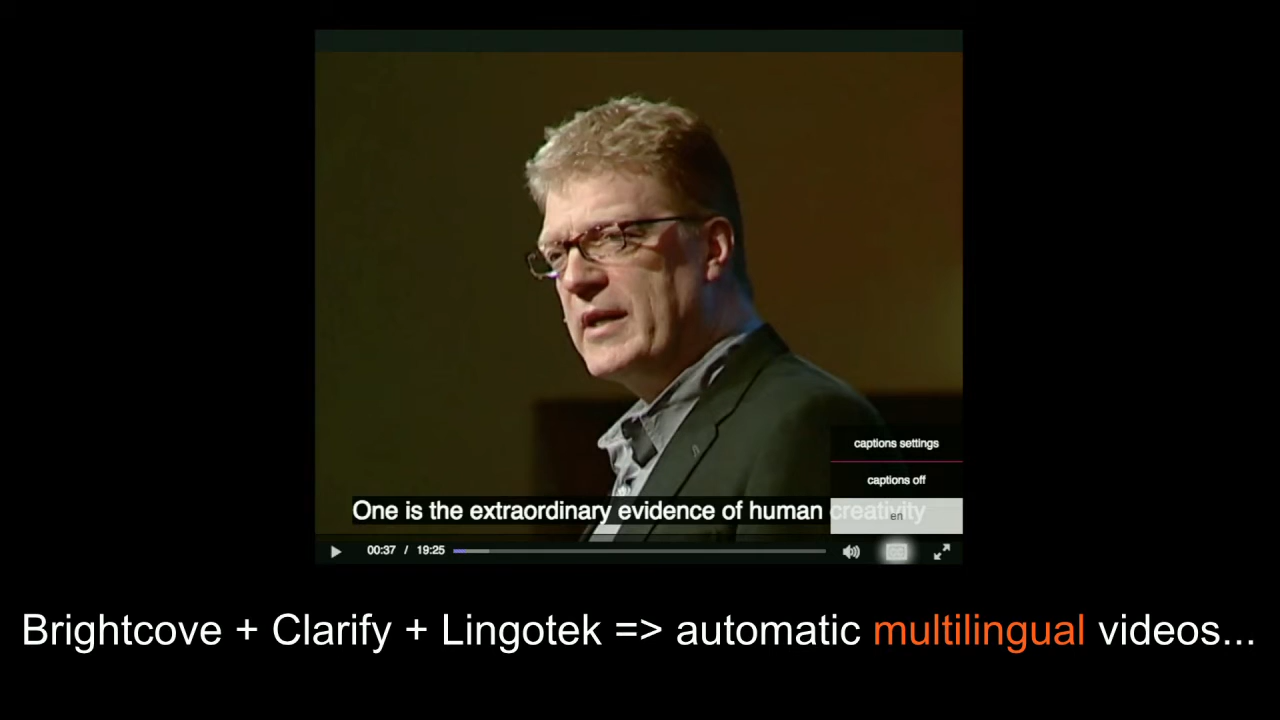 captions settings
captions off
One is the extraordinary evidence of human creativity
en
00:37 / 19:25
CC
Brightcove + Clarify + Lingotek => automatic multilingual videos...